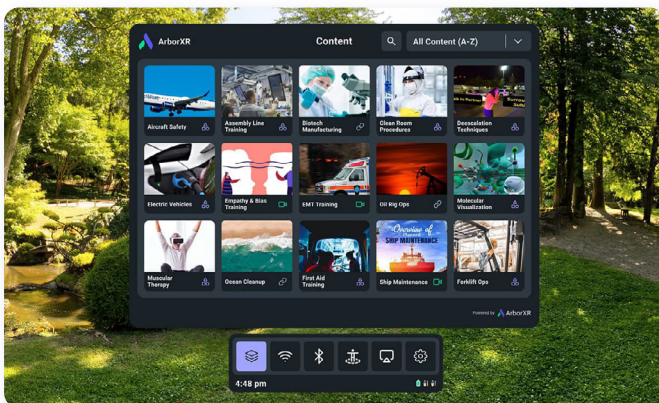 ArborXR
Content
All Content (A-Z)
Aircraft Safety
Assembly Line
Training
Biotech
Manufacturing
Clean Room
Procedures
Deescalation
Techniques
Electric Vehicles
Empathy & Bias
Training
EMT Training
Oil Rig Ops
Molecular
Visualization
Muscular
Therapy
Ocean Cleanup
First Aid
Training
Overview of
SHIP MAINTENANCE
Ship Maintenance
Forklift Ops
Powered by ArborXR
4:48 pm